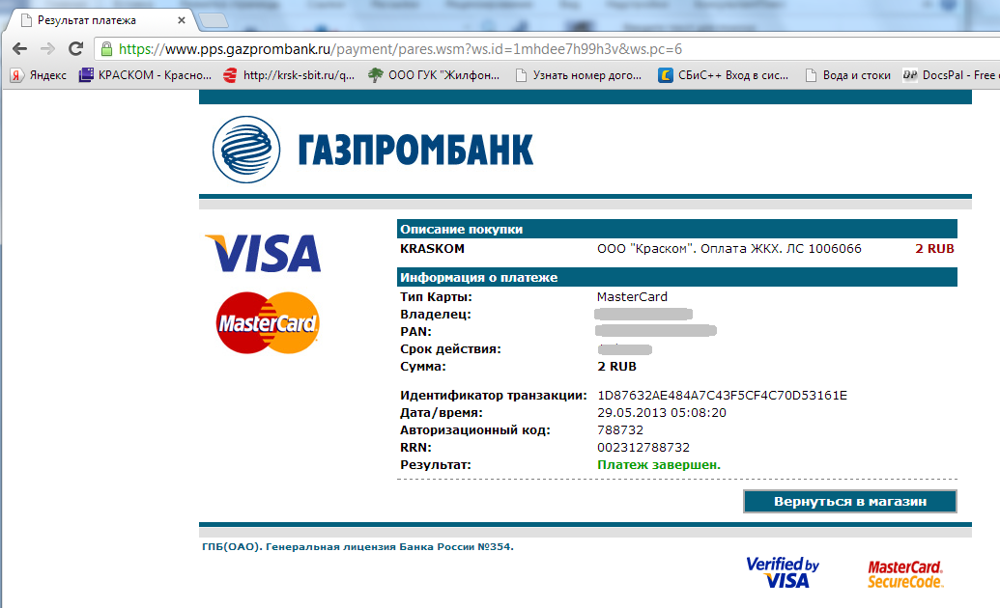 Результат платежа
https://www.pps.gazprombank.ru/payment/pares.wsm?ws.id=1mhdee7h99h3v&ws.pc=6
Яндекс КРАСКОМ - Красно... http://krsk-sbit.ru/q... ООО ГУК "Жилфон... Узнать номер дого... СБиС++ Вход в сис... Вода и стоки DocsPal - Free
ГАЗПРОМБАНК
VISA
MasterCard
Описание покупки
KRASKOM ООО "Краском". Оплата ЖКХ. ЛС 1006066 2 RUB
Информация о платеже
Тип Карты: MasterCard
Владелец:
PAN:
Срок действия:
Сумма: 2 RUB
Идентификатор транзакции: 1D87632AE484A7C43F5CF4C70D53161E
Дата/время: 29.05.2013 05:08:20
Авторизационный код: 788732
RRN: 002312788732
Результат: Платеж завершен.
Вернуться в магазин
ГПБ(ОАО). Генеральная лицензия Банка России №354.
Verified by
VISA
MasterCard.
SecureCode.